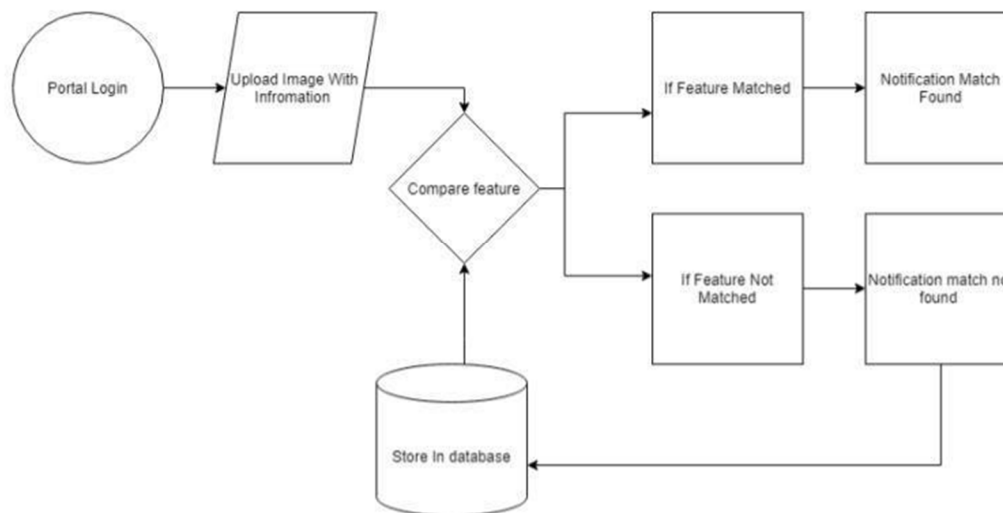 Portal Login
Upload Image With
Infromation
Compare feature
If Feature Matched
Notification Match
Found
If Feature Not
Matched
Notification match no
found
Store In database